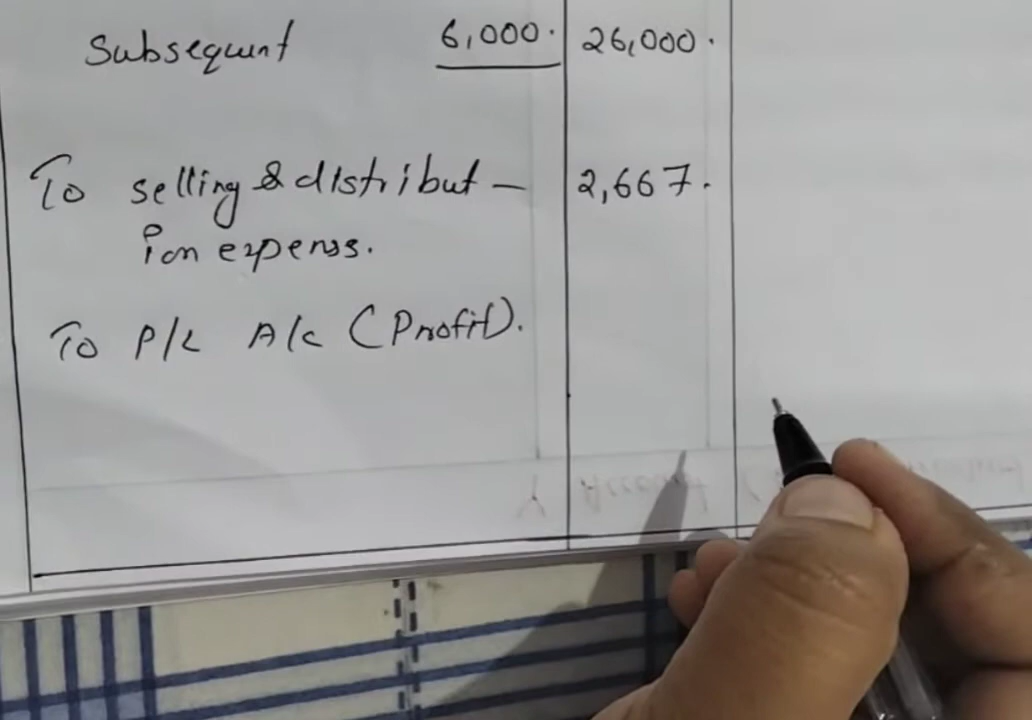 Subsequent 6,000. 26,000.
To selling & distribut - 2,667.
ion expenss.
To P/L A/c (Profit).